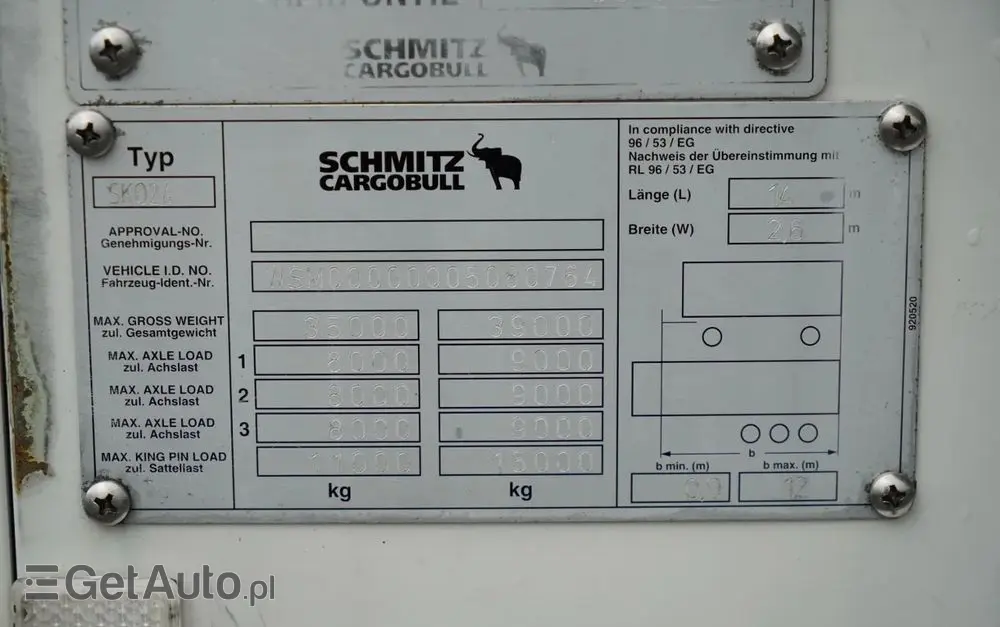 SCHMITZ
CARGOBULL
Typ
SKO24
SCHMITZ
CARGOBULL
In compliance with directive
96 / 53 / EG
Nachweis der Übereinstimmung mit
RL 96 / 53 / EG
Länge (L) 14 m
Breite (W) 2,6 m
APPROVAL-NO.
Genehmigungs-Nr.
VEHICLE I.D. NO.
Fahrzeug-Ident.-Nr.
WSM00000005080764
MAX. GROSS WEIGHT
zul. Gesamtgewicht
35000 39000
MAX. AXLE LOAD
zul. Achslast
1 8000 9000
MAX. AXLE LOAD
zul. Achslast
2 8000 9000
MAX. AXLE LOAD
zul. Achslast
3 8000 9000
MAX. KING PIN LOAD
zul. Sattellast
11000 15000
kg kg
b
b min. (m) b max. (m)
12
920520
GetAuto.pl